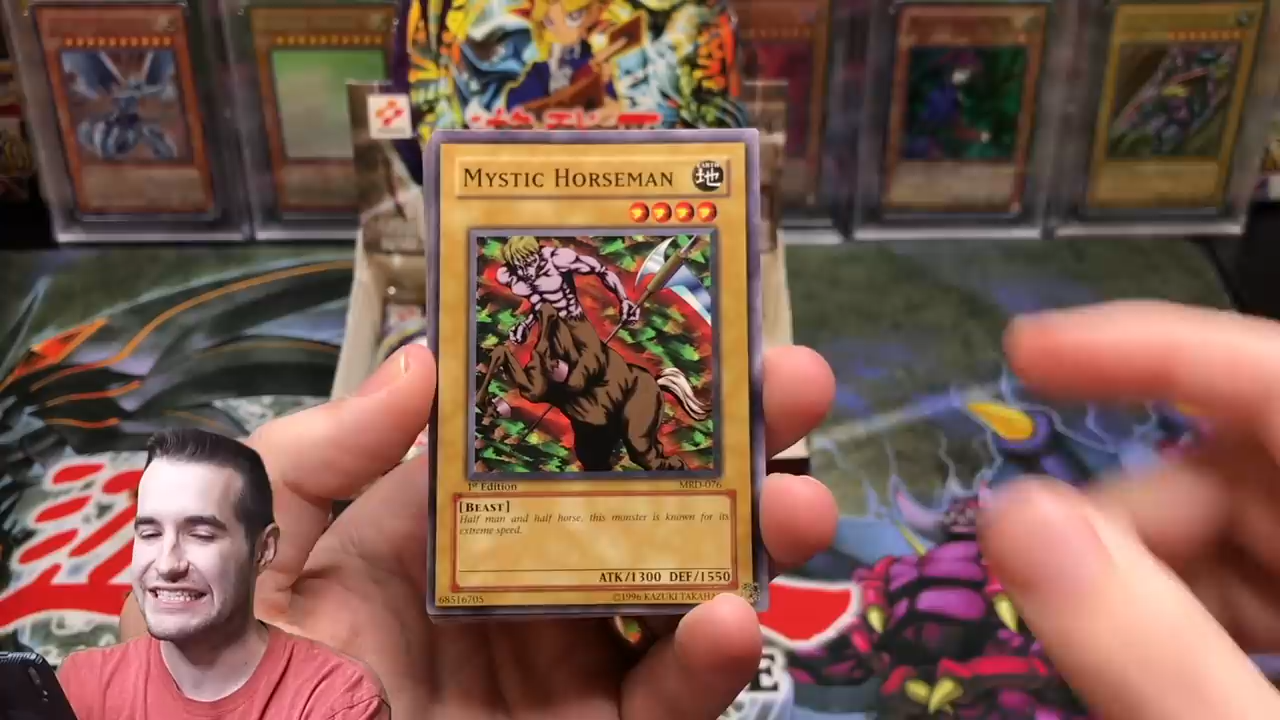 MYSTIC HORSEMAN
EARTH
地
1st Edition
MRD-076
[BEAST]
Half man and half horse, this monster is known for its
extreme speed.
ATK/1300 DEF/1550
68516705
©1996 KAZUKI TAKAHA